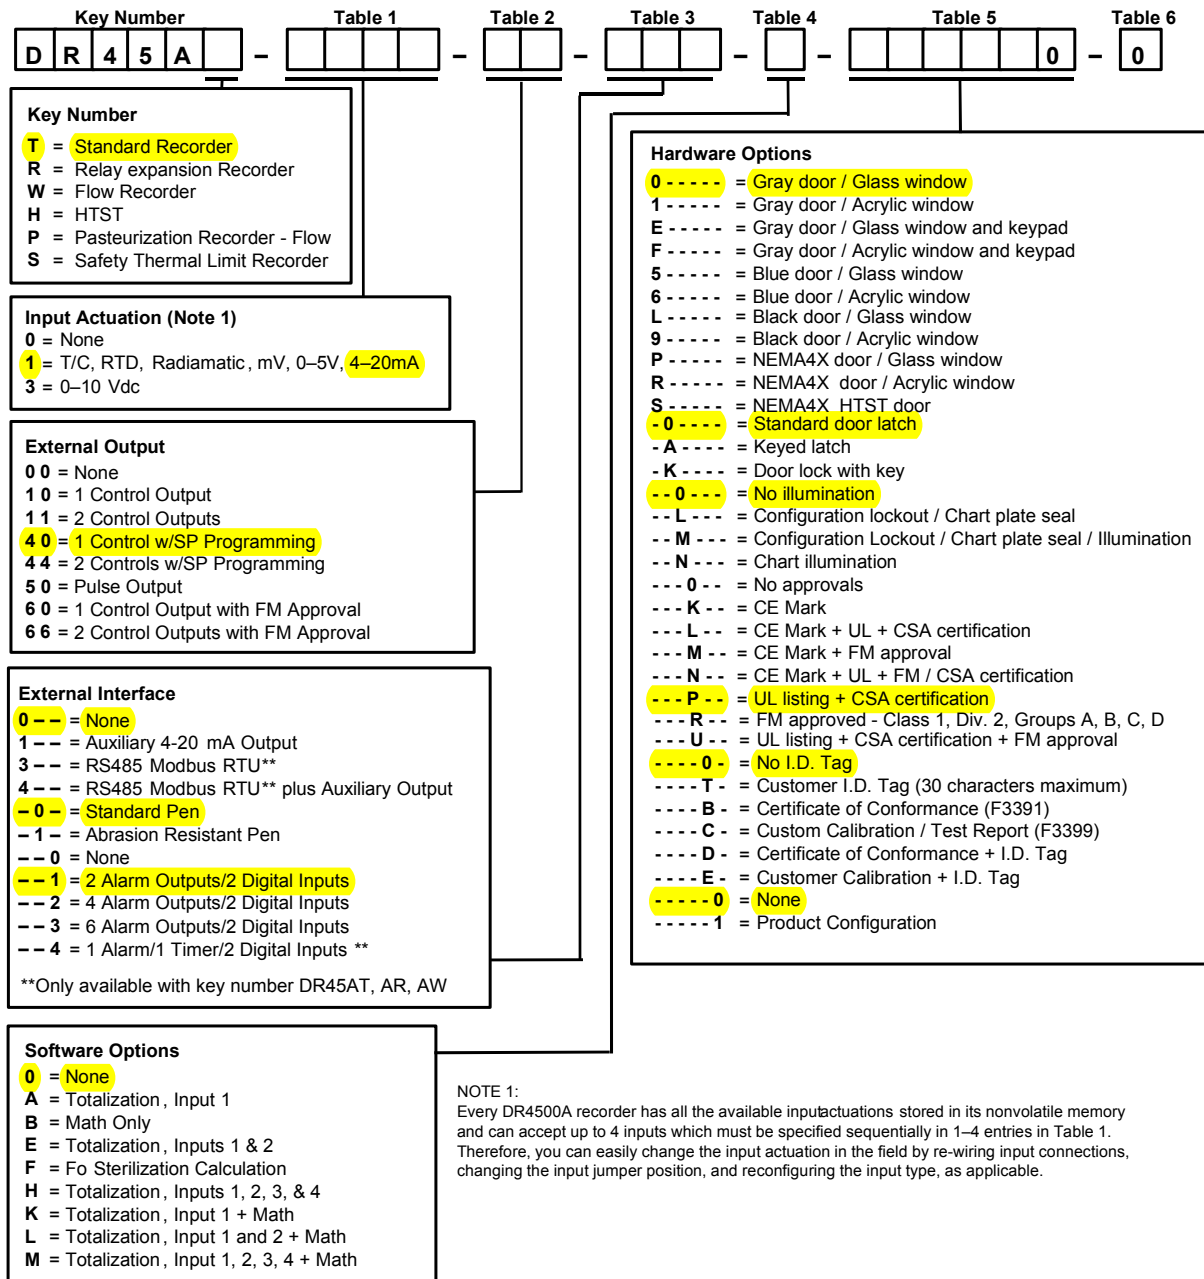 Key Number Table 1 Table 2 Table 3 Table 4 Table 5 Table 6
D R 4 5 A – – – – – 0 – 0
Key Number
T = Standard Recorder
R = Relay expansion Recorder
W = Flow Recorder
H = HTST
P = Pasteurization Recorder - Flow
S = Safety Thermal Limit Recorder
Input Actuation (Note 1)
0 = None
1 = T/C, RTD, Radiamatic, mV, 0–5V, 4–20mA
3 = 0–10 Vdc
External Output
0 0 = None
1 0 = 1 Control Output
1 1 = 2 Control Outputs
4 0 = 1 Control w/SP Programming
4 4 = 2 Controls w/SP Programming
5 0 = Pulse Output
6 0 = 1 Control Output with FM Approval
6 6 = 2 Control Outputs with FM Approval
External Interface
0 – – = None
1 – – = Auxiliary 4-20 mA Output
3 – – = RS485 Modbus RTU**
4 – – = RS485 Modbus RTU** plus Auxiliary Output
– 0 – = Standard Pen
– 1 – = Abrasion Resistant Pen
– – 0 = None
– – 1 = 2 Alarm Outputs/2 Digital Inputs
– – 2 = 4 Alarm Outputs/2 Digital Inputs
– – 3 = 6 Alarm Outputs/2 Digital Inputs
– – 4 = 1 Alarm/1 Timer/2 Digital Inputs **
**Only available with key number DR45AT, AR, AW
Software Options
0 = None
A = Totalization, Input 1
B = Math Only
E = Totalization, Inputs 1 & 2
F = Fo Sterilization Calculation
H = Totalization, Inputs 1, 2, 3, & 4
K = Totalization, Input 1 + Math
L = Totalization, Input 1 and 2 + Math
M = Totalization, Input 1, 2, 3, 4 + Math
Hardware Options
0 - - - - - = Gray door / Glass window
1 - - - - - = Gray door / Acrylic window
E - - - - - = Gray door / Glass window and keypad
F - - - - - = Gray door / Acrylic window and keypad
5 - - - - - = Blue door / Glass window
6 - - - - - = Blue door / Acrylic window
L - - - - - = Black door / Glass window
9 - - - - - = Black door / Acrylic window
P - - - - - = NEMA4X door / Glass window
R - - - - - = NEMA4X door / Acrylic window
S - - - - - = NEMA4X HTST door
- 0 - - - - = Standard door latch
- A - - - - = Keyed latch
- K - - - - = Door lock with key
- - 0 - - - = No illumination
- - L - - - = Configuration lockout / Chart plate seal
- - M - - - = Configuration Lockout / Chart plate seal / Illumination
- - N - - - = Chart illumination
- - - 0 - - = No approvals
- - - K - - = CE Mark
- - - L - - = CE Mark + UL + CSA certification
- - - M - - = CE Mark + FM approval
- - - N - - = CE Mark + UL + FM / CSA certification
- - - P - - = UL listing + CSA certification
- - - R - - = FM approved - Class 1, Div. 2, Groups A, B, C, D
- - - U - - = UL listing + CSA certification + FM approval
- - - - 0 - = No I.D. Tag
- - - - T - = Customer I.D. Tag (30 characters maximum)
- - - - B - = Certificate of Conformance (F3391)
- - - - C - = Custom Calibration / Test Report (F3399)
- - - - D - = Certificate of Conformance + I.D. Tag
- - - - E - = Customer Calibration + I.D. Tag
- - - - - 0 = None
- - - - - 1 = Product Configuration
NOTE 1:
Every DR4500A recorder has all the available inputactuations stored in its nonvolatile memory
and can accept up to 4 inputs which must be specified sequentially in 1–4 entries in Table 1.
Therefore, you can easily change the input actuation in the field by re-wiring input connections,
changing the input jumper position, and reconfiguring the input type, as applicable.